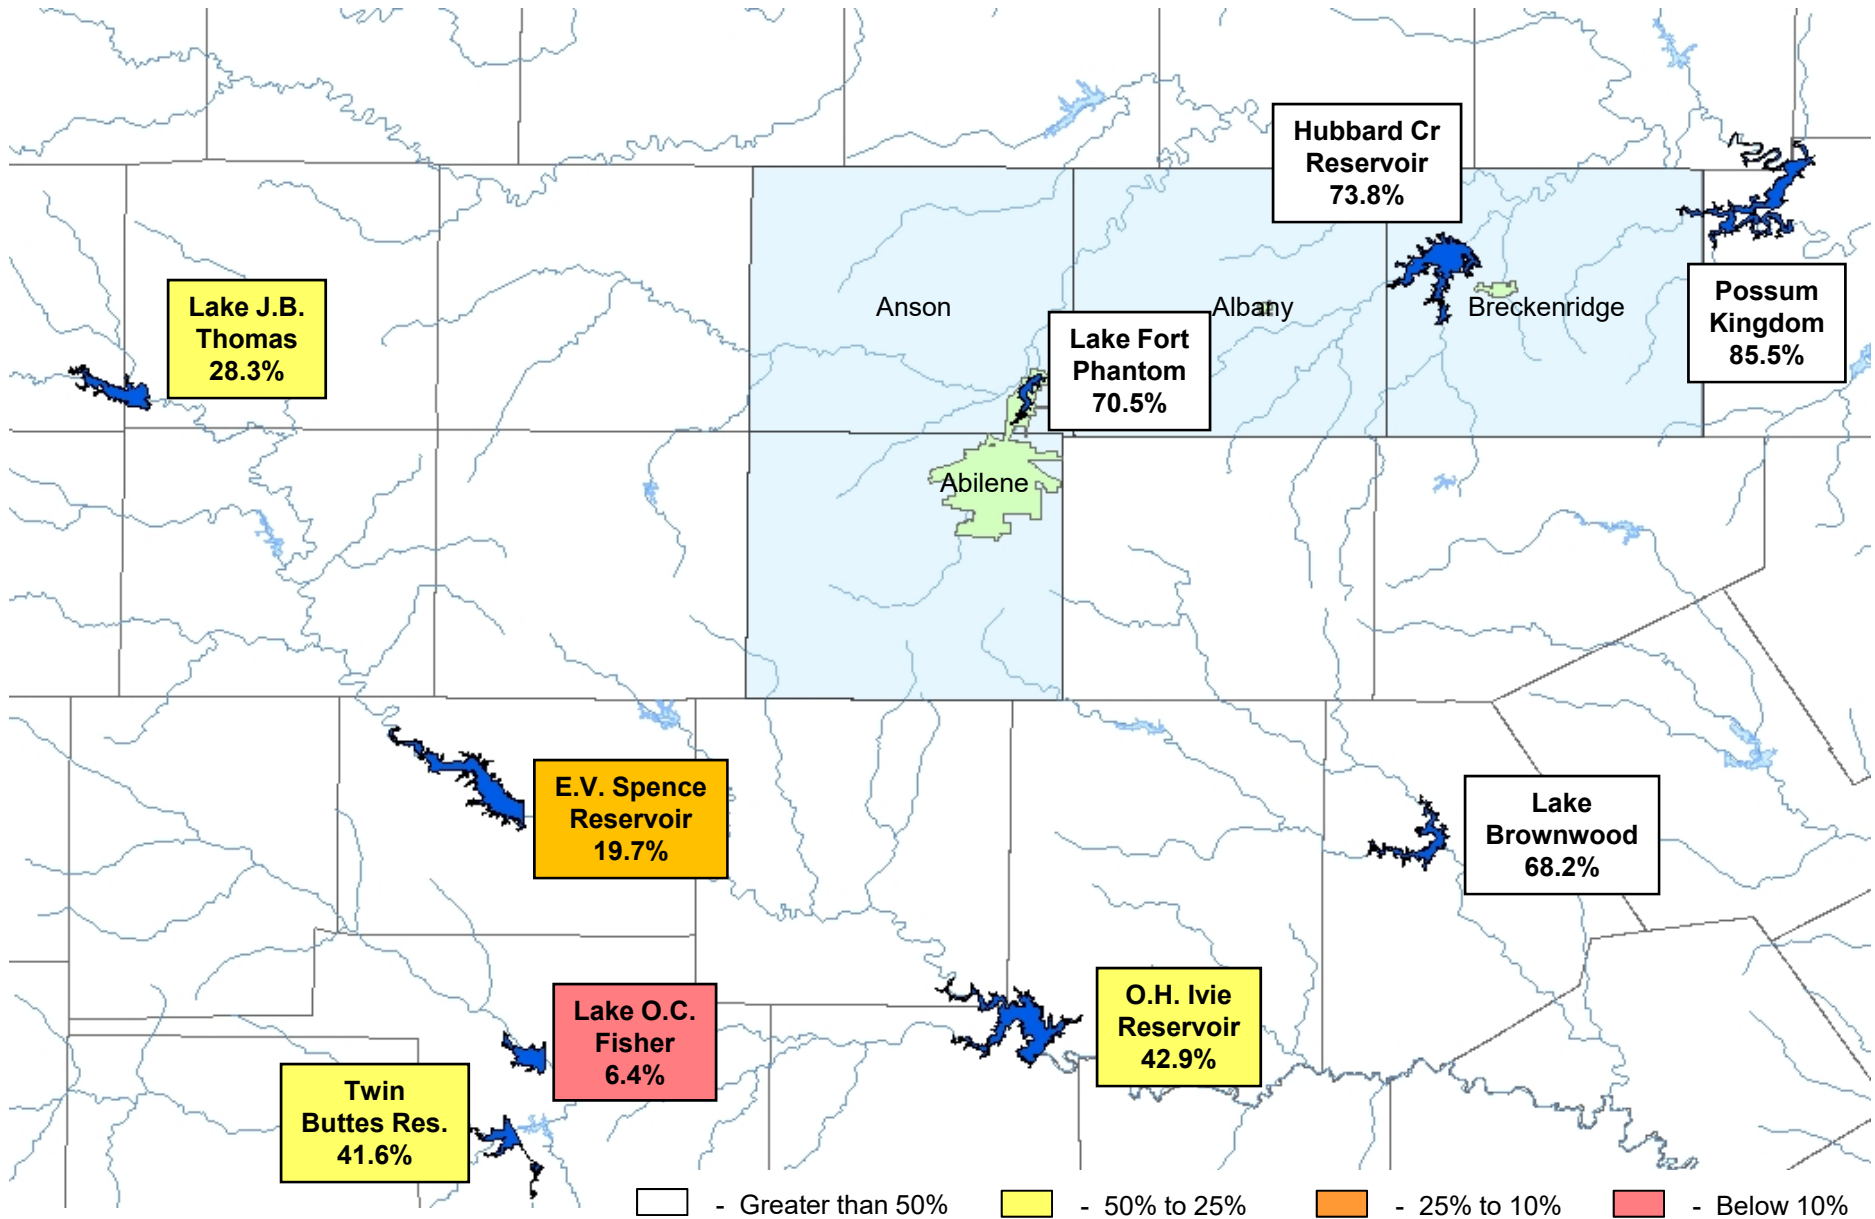 Hubbard Cr
Reservoir
73.8%
Lake J.B.
Thomas
28.3%
Anson
Albany
Breckenridge
Possum
Kingdom
85.5%
Lake Fort
Phantom
70.5%
Abilene
E.V. Spence
Reservoir
19.7%
Lake
Brownwood
68.2%
Lake O.C.
Fisher
6.4%
O.H. Ivie
Reservoir
42.9%
Twin
Buttes Res.
41.6%
- Greater than 50%
- 50% to 25%
- 25% to 10%
- Below 10%